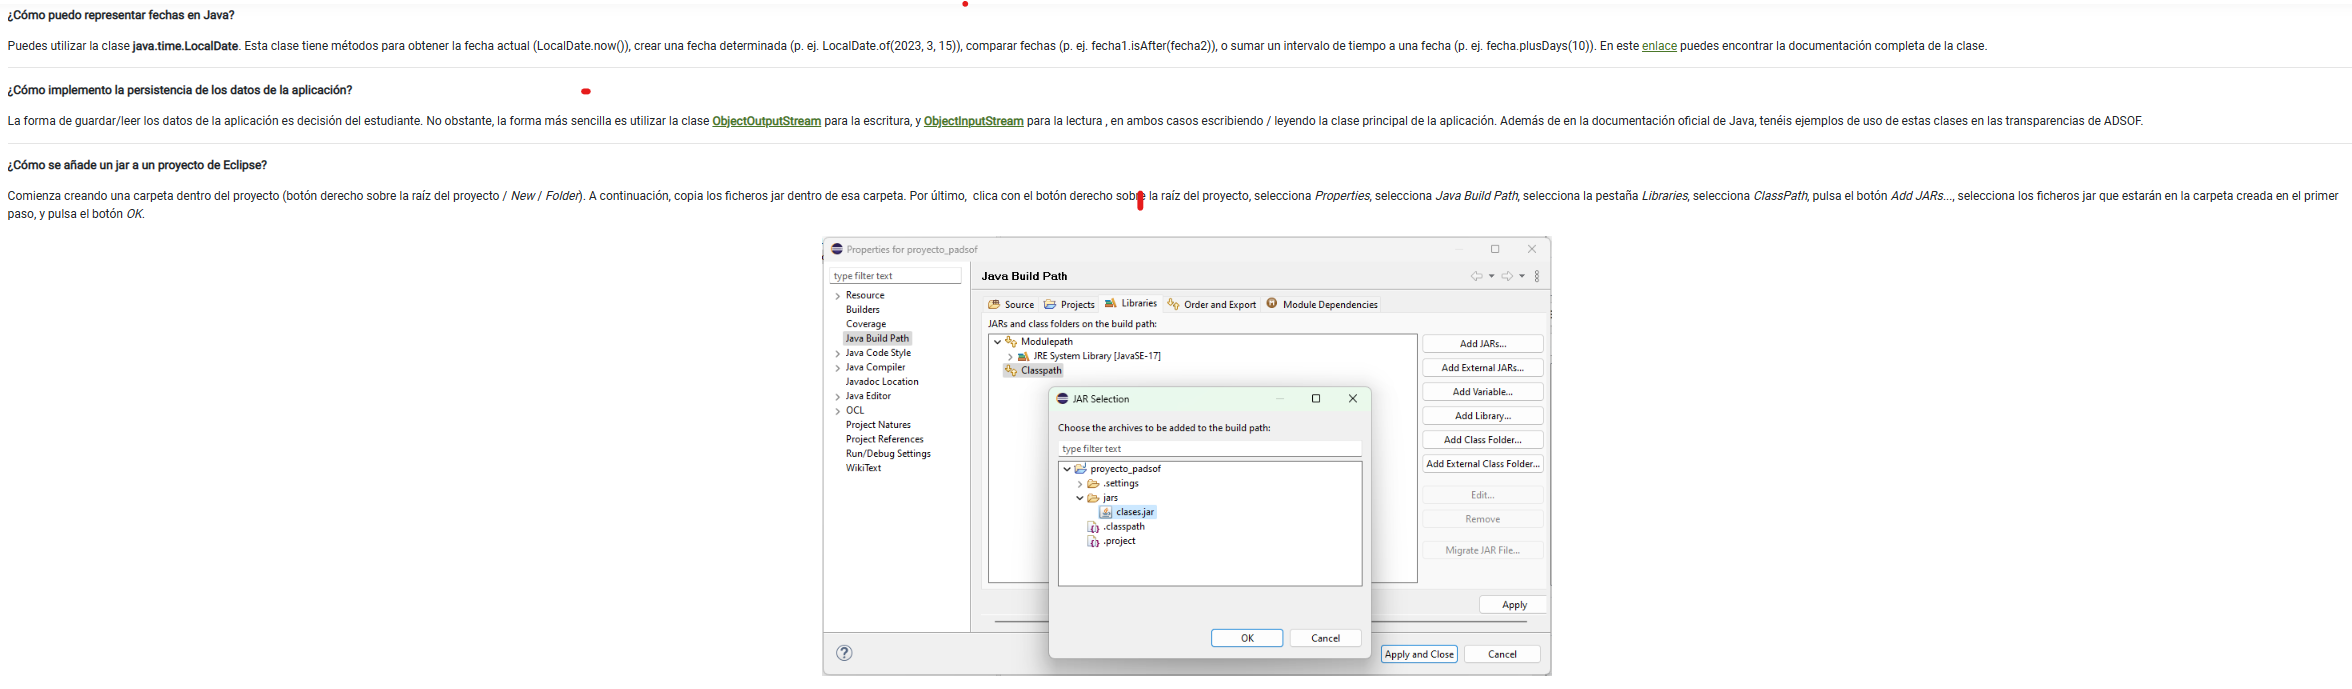 ¿Cómo puedo representar fechas en Java?
Puedes utilizar la clase java.time.LocalDate. Esta clase tiene métodos para obtener la fecha actual (LocalDate.now()), crear una fecha determinada (p. ej. LocalDate.of(2023, 3, 15)), comparar fechas (p. ej. fecha1.isAfter(fecha2)), o sumar un intervalo de tiempo a una fecha (p. ej. fecha.plusDays(10)). En este enlace puedes encontrar la documentación completa de la clase.
¿Cómo implemento la persistencia de los datos de la aplicación?
La forma de guardar/leer los datos de la aplicación es decisión del estudiante. No obstante, la forma más sencilla es utilizar la clase ObjectOutputStream para la escritura, y ObjectInputStream para la lectura , en ambos casos escribiendo / leyendo la clase principal de la aplicación. Además de en la documentación oficial de Java, tenéis ejemplos de uso de estas clases en las transparencias de ADSOF.
¿Cómo se añade un jar a un proyecto de Eclipse?
Comienza creando una carpeta dentro del proyecto (botón derecho sobre la raíz del proyecto / New / Folder). A continuación, copia los ficheros jar dentro de esa carpeta. Por último, clica con el botón derecho sobre la raíz del proyecto, selecciona Properties, selecciona Java Build Path, selecciona la pestaña Libraries, selecciona ClassPath, pulsa el botón Add JARs..., selecciona los ficheros jar que estarán en la carpeta creada en el primer
paso, y pulsa el botón OK.
Properties for proyecto_padsof
type filter text
Resource
Builders
Coverage
Java Build Path
Java Code Style
Java Compiler
Javadoc Location
Java Editor
OCL
Project Natures
Project References
Run/Debug Settings
WikiText
Java Build Path
Source Projects Libraries Order and Export Module Dependencies
JARs and class folders on the build path:
Modulepath
JRE System Library [JavaSE-17]
Classpath
Add JARs...
Add External JARs...
Add Variable...
Add Library...
Add Class Folder...
Add External Class Folder...
Edit...
Remove
Migrate JAR File...
JAR Selection
Choose the archives to be added to the build path:
type filter text
proyecto_padsof
.settings
jars
clases.jar
.classpath
.project
OK Cancel
Apply
Apply and Close Cancel